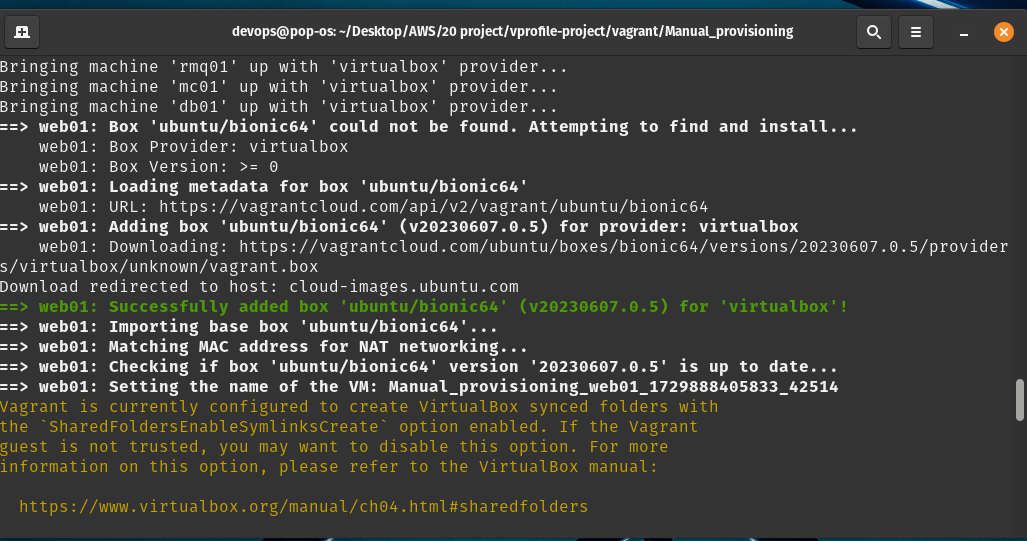 devops@pop-os: ~/Desktop/AWS/20 project/vprofile-project/vagrant/Manual_provisioning
Bringing machine 'rmq01' up with 'virtualbox' provider...
Bringing machine 'mc01' up with 'virtualbox' provider...
Bringing machine 'db01' up with 'virtualbox' provider...
==> web01: Box 'ubuntu/bionic64' could not be found. Attempting to find and install...
    web01: Box Provider: virtualbox
    web01: Box Version: >= 0
==> web01: Loading metadata for box 'ubuntu/bionic64'
    web01: URL: https://vagrantcloud.com/api/v2/vagrant/ubuntu/bionic64
==> web01: Adding box 'ubuntu/bionic64' (v20230607.0.5) for provider: virtualbox
    web01: Downloading: https://vagrantcloud.com/ubuntu/boxes/bionic64/versions/20230607.0.5/provider
s/virtualbox/unknown/vagrant.box
Download redirected to host: cloud-images.ubuntu.com
==> web01: Successfully added box 'ubuntu/bionic64' (v20230607.0.5) for 'virtualbox'!
==> web01: Importing base box 'ubuntu/bionic64'...
==> web01: Matching MAC address for NAT networking...
==> web01: Checking if box 'ubuntu/bionic64' version '20230607.0.5' is up to date...
==> web01: Setting the name of the VM: Manual_provisioning_web01_1729888405833_42514
Vagrant is currently configured to create VirtualBox synced folders with
the `SharedFoldersEnableSymlinksCreate` option enabled. If the Vagrant
guest is not trusted, you may want to disable this option. For more
information on this option, please refer to the VirtualBox manual:

  https://www.virtualbox.org/manual/ch04.html#sharedfolders